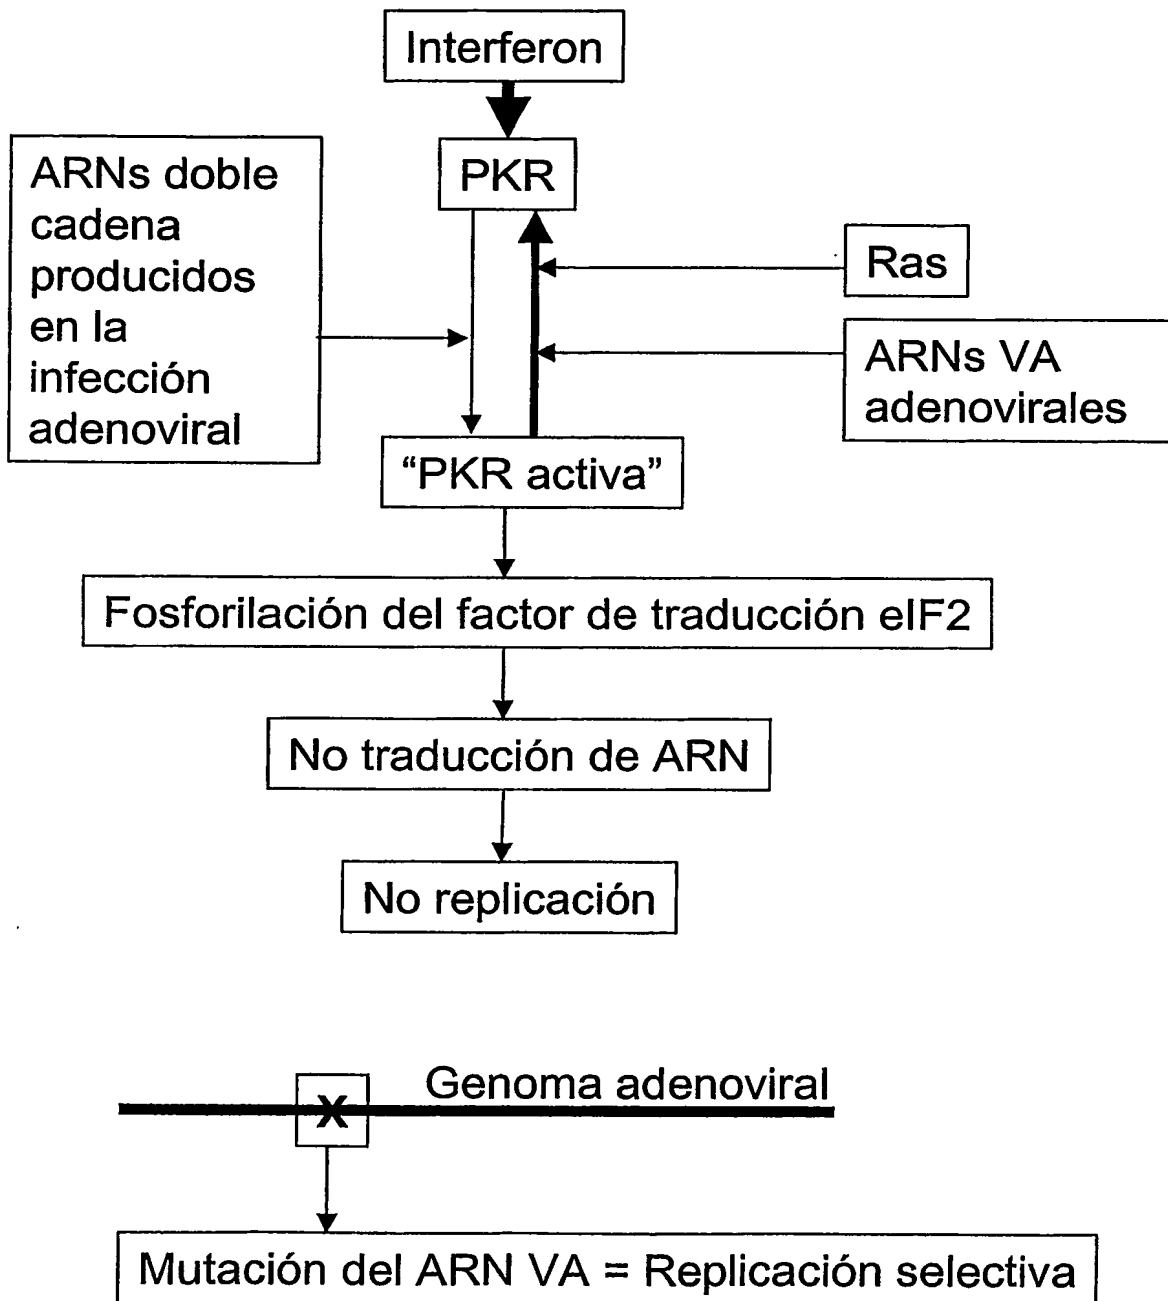 Interferon
PKR
ARNs doble
cadena
producidos
en la
infección
adenoviral
Ras
ARNs VA
adenovirales
“PKR activa”
Fosforilación del factor de traducción eIF2
No traducción de ARN
No replicación
Genoma adenoviral
X
Mutación del ARN VA = Replicación selectiva